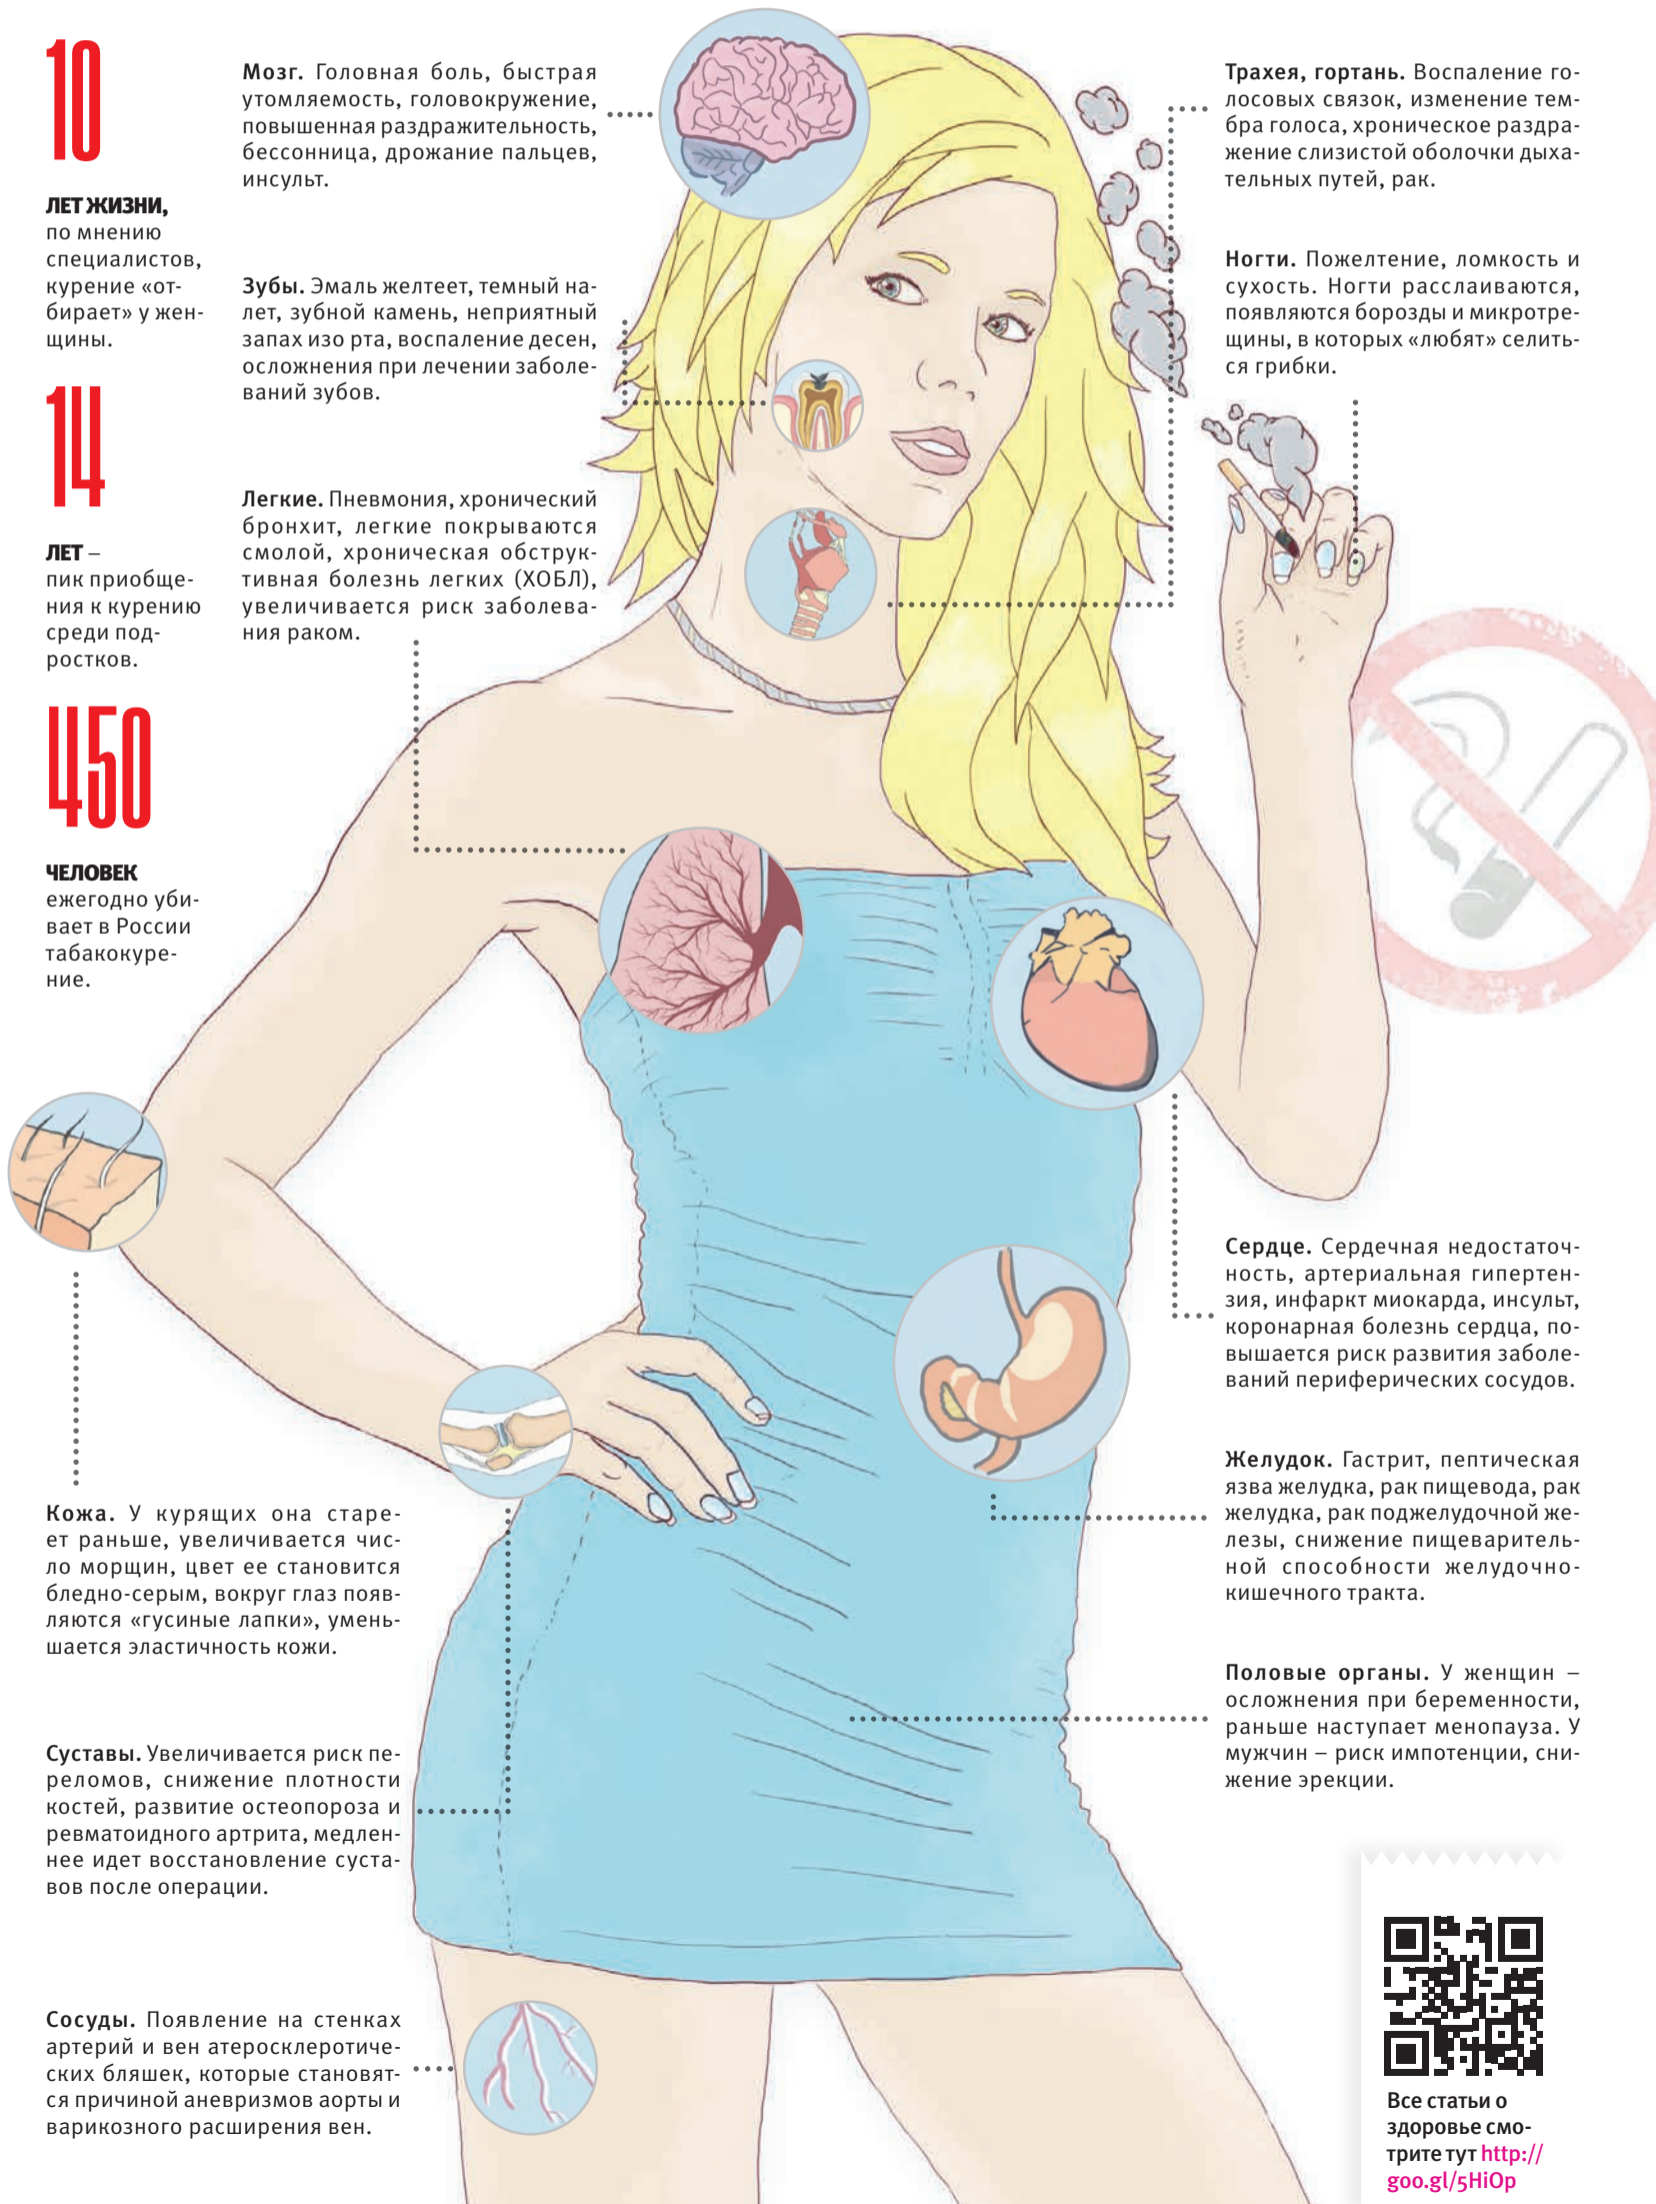 10
ЛЕТ ЖИЗНИ,
по мнению
специалистов,
курение «от-
бирает» у жен-
щины.
14
ЛЕТ –
пик приобще-
ния к курению
среди под-
ростков.
450
ЧЕЛОВЕК
ежегодно уби-
вает в России
табакокуре-
ние.
Мозг. Головная боль, быстрая
утомляемость, головокружение,
повышенная раздражительность,
бессонница, дрожание пальцев,
инсульт.
Зубы. Эмаль желтеет, темный на-
лет, зубной камень, неприятный
запах изо рта, воспаление десен,
осложнения при лечении заболе-
ваний зубов.
Легкие. Пневмония, хронический
бронхит, легкие покрываются
смолой, хроническая обструк-
тивная болезнь легких (ХОБЛ),
увеличивается риск заболева-
ния раком.
Трахея, гортань. Воспаление го-
лосовых связок, изменение тем-
бра голоса, хроническое раздра-
жение слизистой оболочки дыха-
тельных путей, рак.
Ногти. Пожелтение, ломкость и
сухость. Ногти расслаиваются,
появляются борозды и микротре-
щины, в которых «любят» селить-
ся грибки.
Сердце. Сердечная недостаточ-
ность, артериальная гипертен-
зия, инфаркт миокарда, инсульт,
коронарная болезнь сердца, по-
вышается риск развития заболе-
ваний периферических сосудов.
Желудок. Гастрит, пептическая
язва желудка, рак пищевода, рак
желудка, рак поджелудочной же-
лезы, снижение пищеваритель-
ной способности желудочно-
кишечного тракта.
Половые органы. У женщин –
осложнения при беременности,
раньше наступает менопауза. У
мужчин – риск импотенции, сни-
жение эрекции.
Кожа. У курящих она старе-
ет раньше, увеличивается чис-
ло морщин, цвет ее становится
бледно-серым, вокруг глаз появ-
ляются «гусиные лапки», умень-
шается эластичность кожи.
Суставы. Увеличивается риск пе-
реломов, снижение плотности
костей, развитие остеопороза и
ревматоидного артрита, медлен-
нее идет восстановление суста-
вов после операции.
Сосуды. Появление на стенках
артерий и вен атеросклеротиче-
ских бляшек, которые становят-
ся причиной аневризмов аорты и
варикозного расширения вен.
Все статьи о
здоровье смо-
трите тут http://
goo.gl/5HiOp